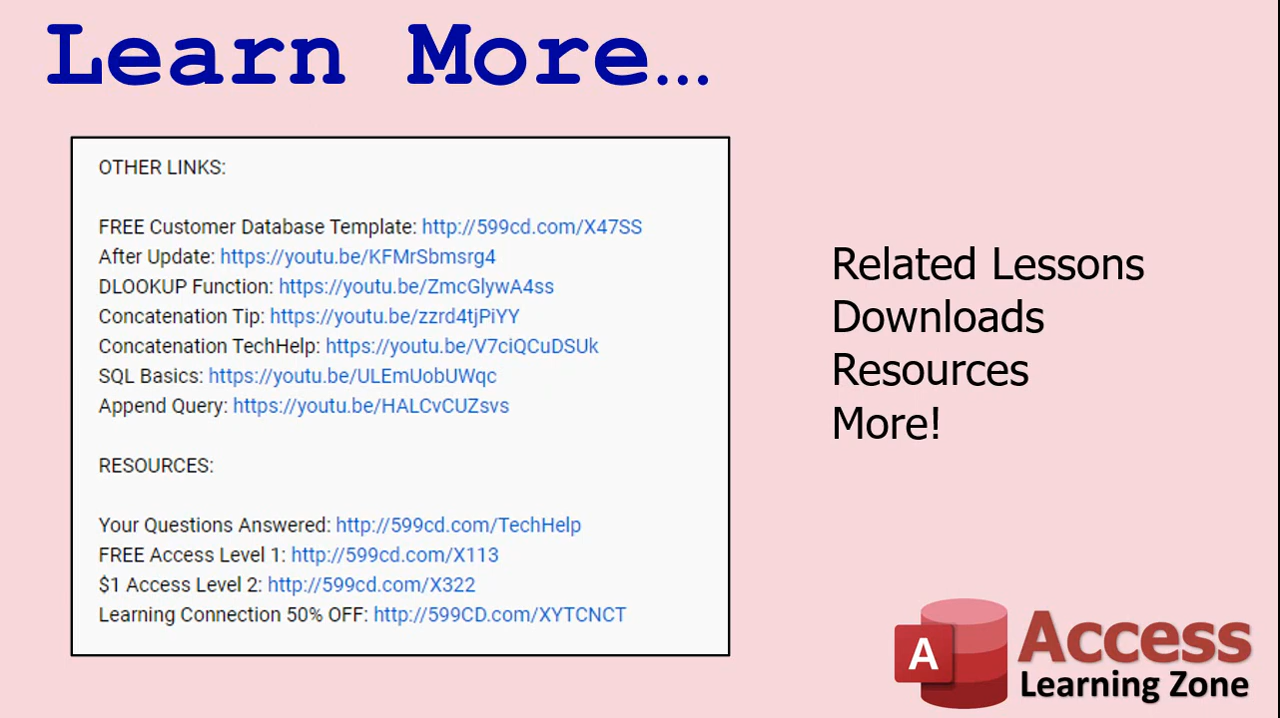 Learn More...
OTHER LINKS:
FREE Customer Database Template: http://599cd.com/X47SS
After Update: https://youtu.be/KFMrSbmsrg4
DLOOKUP Function: https://youtu.be/ZmcGlywA4ss
Concatenation Tip: https://youtu.be/zzrd4tjPiYY
Concatenation TechHelp: https://youtu.be/V7ciQCuDSUk
SQL Basics: https://youtu.be/ULEmUobUWqc
Append Query: https://youtu.be/HALCvCUZsvs
RESOURCES:
Your Questions Answered: http://599cd.com/TechHelp
FREE Access Level 1: http://599cd.com/X113
$1 Access Level 2: http://599cd.com/X322
Learning Connection 50% OFF: http://599CD.com/XYTCNCT
Related Lessons
Downloads
Resources
More!
A
Access
Learning Zone